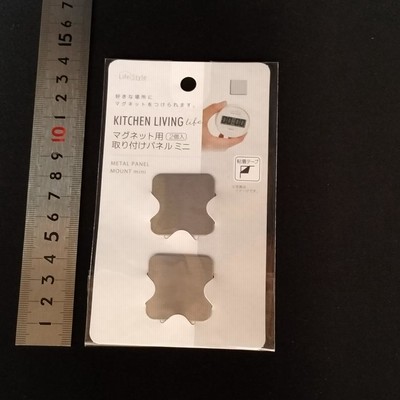 好きな場所に
マグネットをつけられます。
KITCHEN LIVING like
マグネット用 2個入
取り付けパネル ミニ
METAL PANEL
MOUNT mini
粘着テープ
1 2 3 4 5 6 7 8 9 10 1 2 3 4 15 6 7